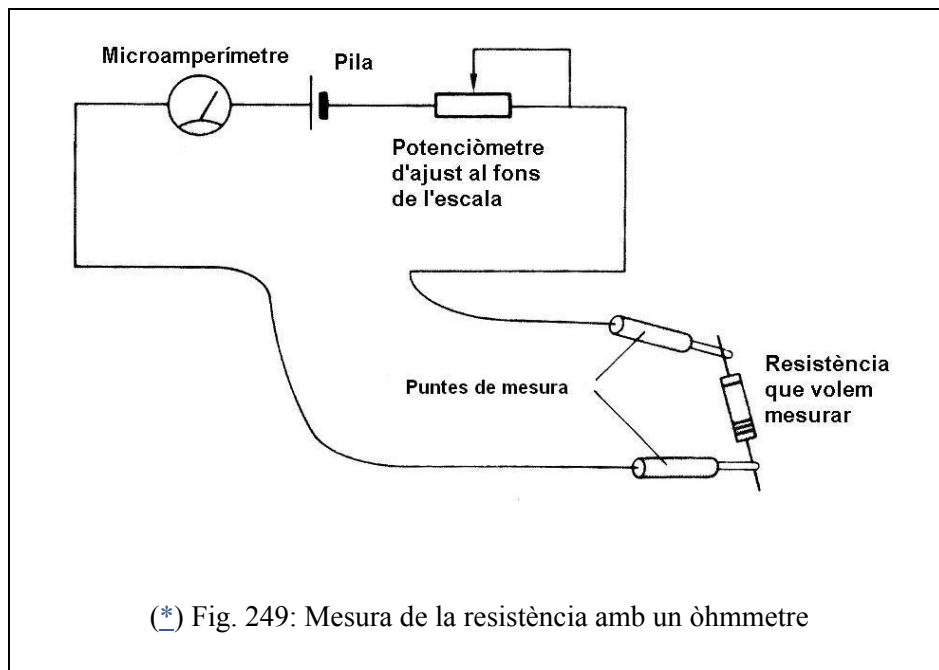 Microamperímetre
Pila
Potenciòmetre
d'ajust al fons
de l'escala
Puntes de mesura
Resistència
que volem
mesurar
(*) Fig. 249: Mesura de la resistència amb un òhmmetre